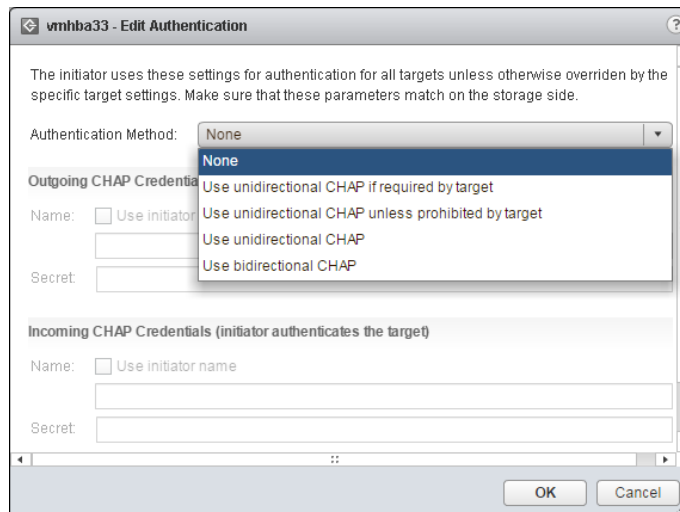 vmhba33 - Edit Authentication
?
The initiator uses these settings for authentication for all targets unless otherwise overriden by the
specific target settings. Make sure that these parameters match on the storage side.
Authentication Method: None
None
Use unidirectional CHAP if required by target
Use unidirectional CHAP unless prohibited by target
Use unidirectional CHAP
Use bidirectional CHAP
Outgoing CHAP Credentia
Name: Use initiator
Secret:
Incoming CHAP Credentials (initiator authenticates the target)
Name: Use initiator name
Secret:
OK Cancel